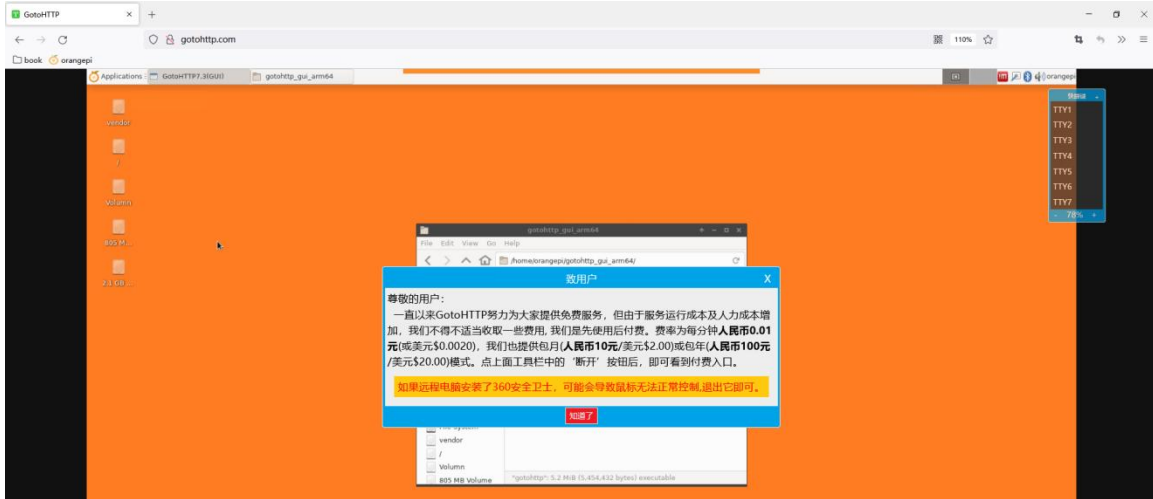 GotoHTTP
gotohttp.com
110%
book orangepi
Applications GotoHTTP7.3(GUI) gotohttp_gui_arm64
orangepi
vendor
/
Volumn
805 M...
2.1 GB ...
TTY1
TTY2
TTY3
TTY4
TTY5
TTY6
TTY7
- 78% +
gotohttp_gui_arm64
File Edit View Go Help
/home/orangepi/gotohttp_gui_arm64/
致用户 X
尊敬的用户：
一直以来GotoHTTP努力为大家提供免费服务，但由于服务运行成本及人力成本增
加，我们不得不适当收取一些费用, 我们是先使用后付费。费率为每分钟人民币0.01
元(或美元$0.0020)，我们也提供包月(人民币10元/美元$2.00)或包年(人民币100元
/美元$20.00)模式。点上面工具栏中的‘断开’按钮后，即可看到付费入口。
如果远程电脑安装了360安全卫士，可能会导致鼠标无法正常控制,退出它即可。
知道了
vendor
/
Volumn
805 MB Volume
"gotohttp": 5.2 MiB (5,454,432 bytes) executable